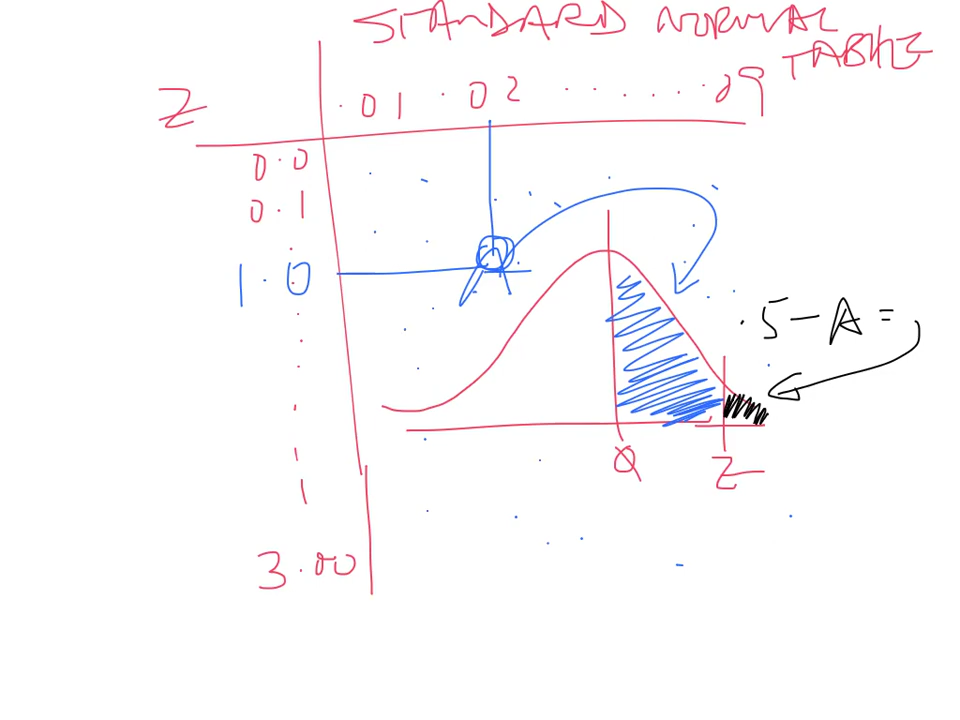 STANDARD NORMAL
TABLE
Z .01 .02 ....... .09
0.0
0.1
1.0
A
.5 - A =
0 Z
3.00